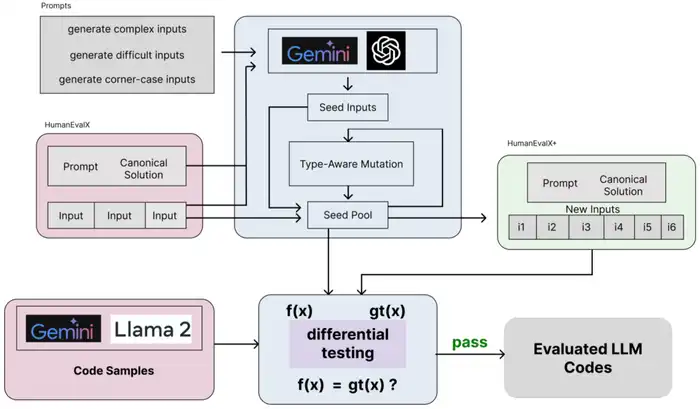 Prompts
generate complex inputs
generate difficult inputs
generate corner-case inputs
Gemini
Seed Inputs
HumanEvalX
Prompt
Canonical
Solution
Input
Input
Input
Type-Aware Mutation
Seed Pool
HumanEvalX+
Prompt
Canonical
Solution
New Inputs
i1
i2
i3
i4
i5
i6
Gemini
Llama 2
Code Samples
f(x)
gt(x)
differential
testing
f(x) = gt(x) ?
pass
Evaluated LLM
Codes